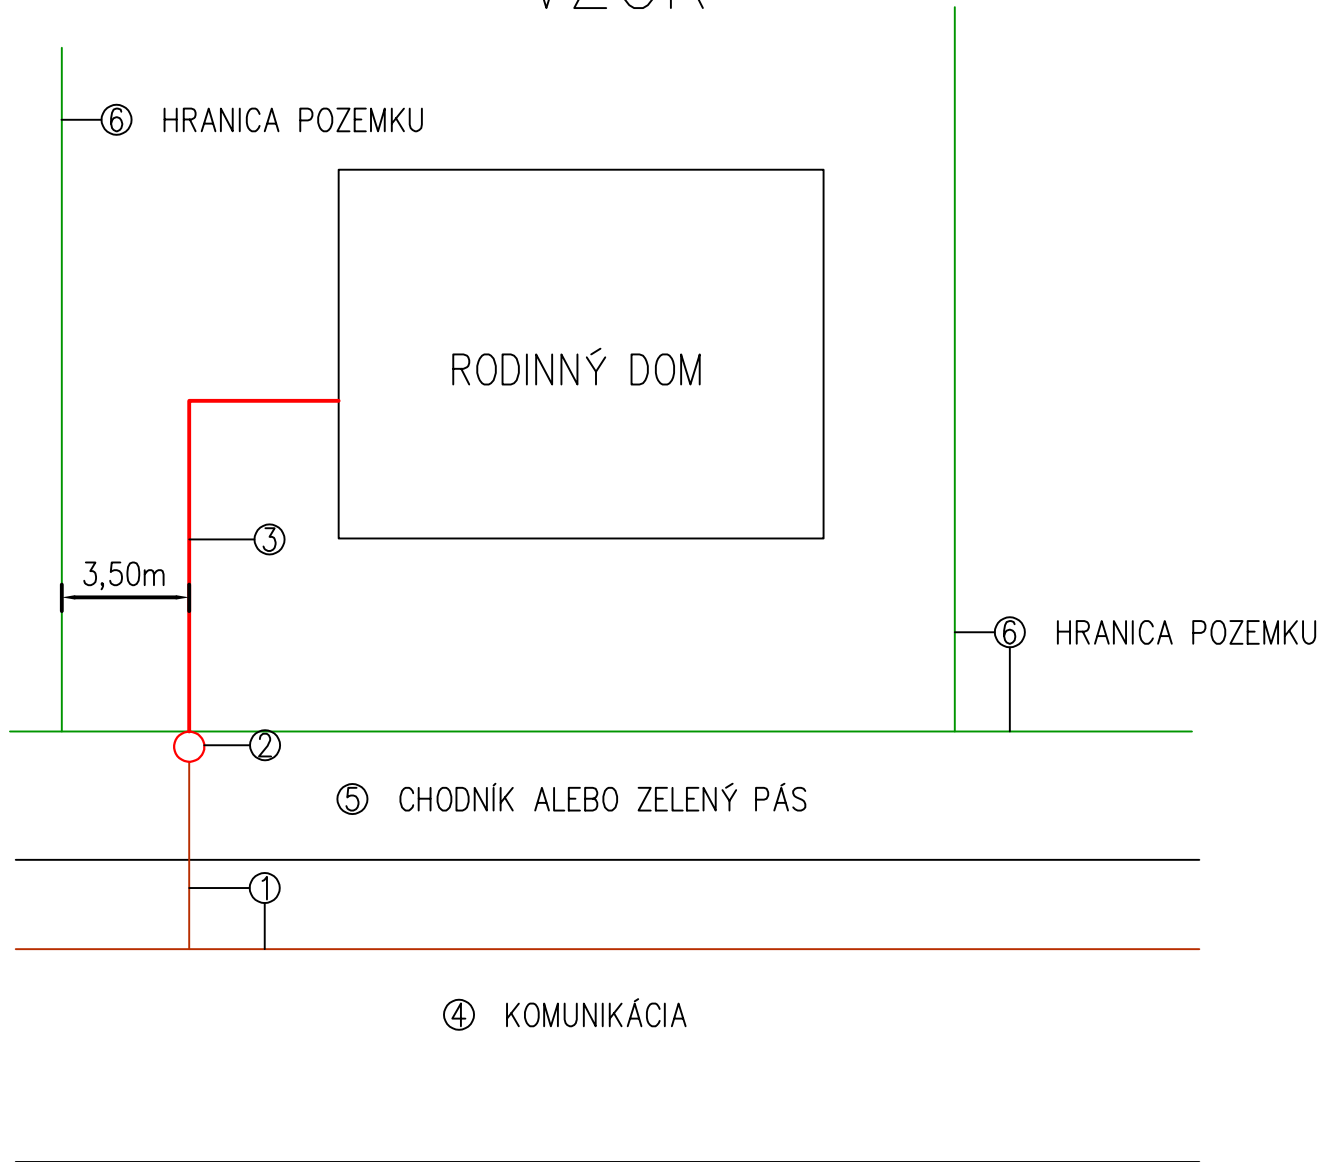 VZOR
⑥ HRANICA POZEMKU
RODINNÝ DOM
③
3,50m
⑥ HRANICA POZEMKU
②
⑤ CHODNÍK ALEBO ZELENÝ PÁS
①
④ KOMUNIKÁCIA